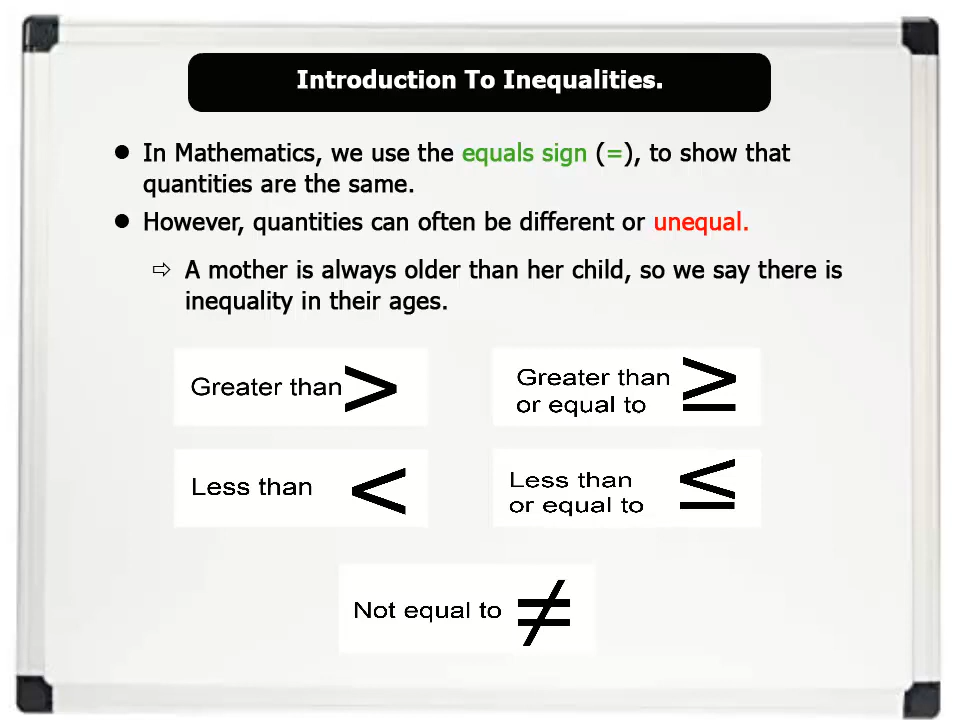 Introduction To Inequalities.
● In Mathematics, we use the equals sign (=), to show that
quantities are the same.
● However, quantities can often be different or unequal.
⇨ A mother is always older than her child, so we say there is
inequality in their ages.
Greater than >
Greater than
or equal to ≥
Less than <
Less than
or equal to ≤
Not equal to ≠